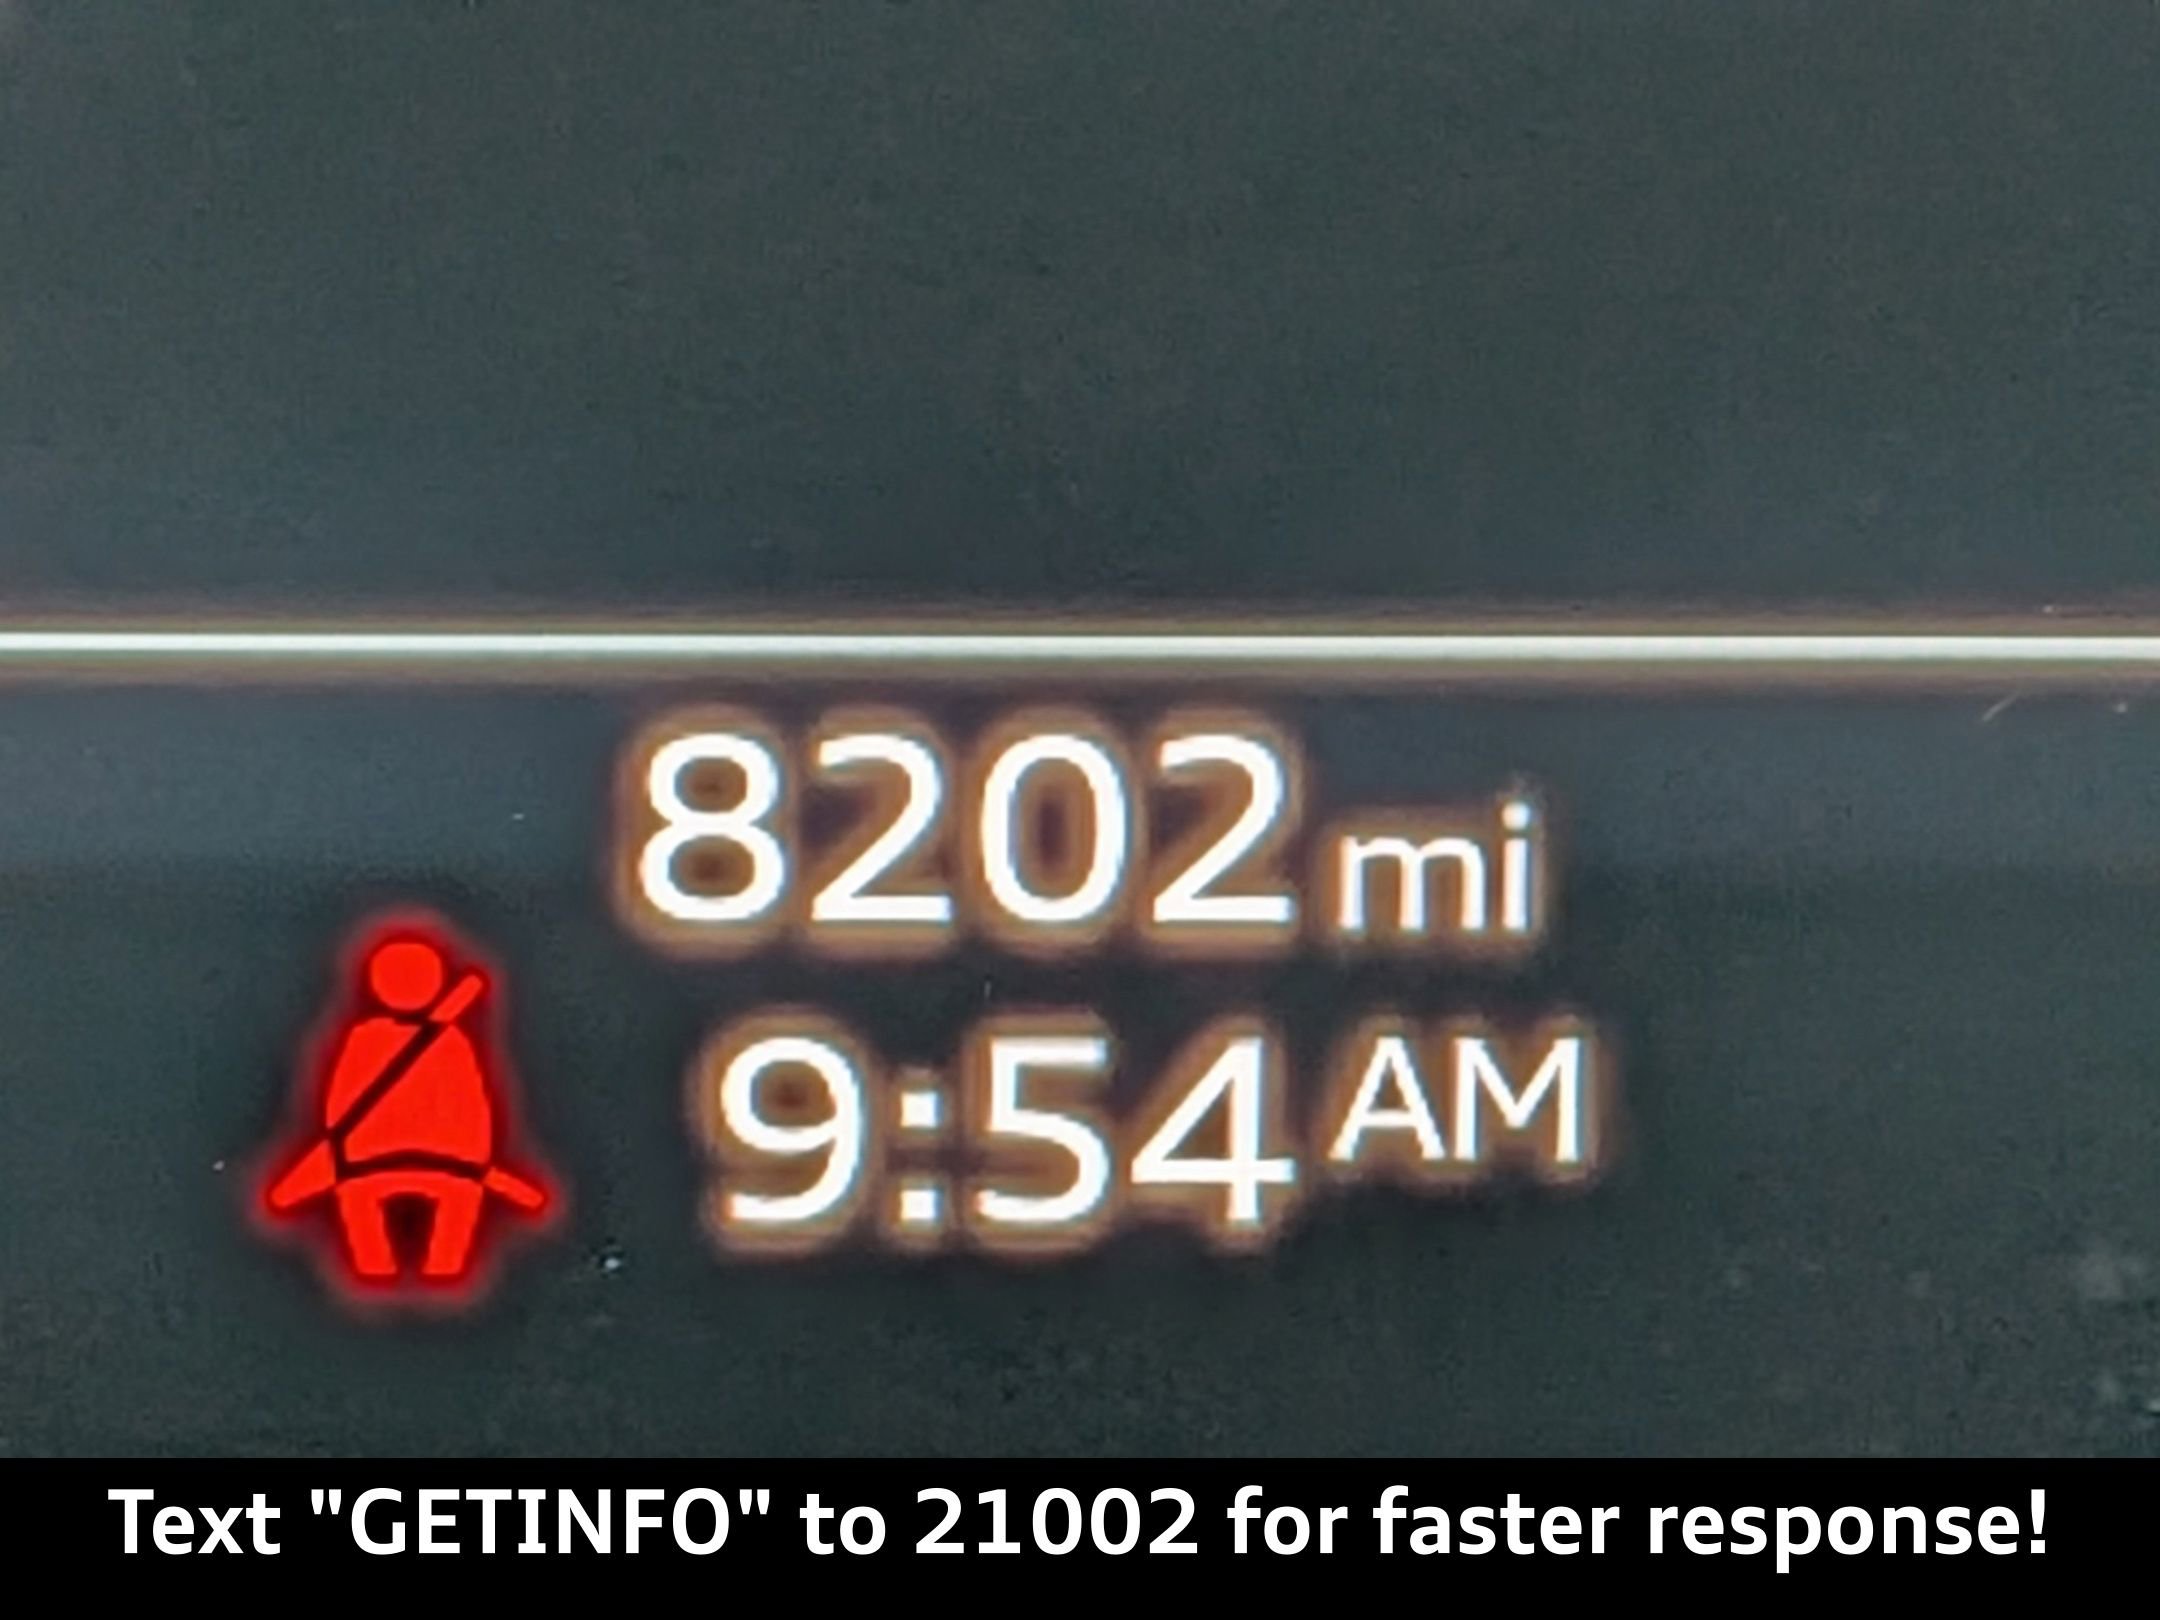 8202 mi
9:54 AM
Text "GETINFO" to 21002 for faster response!